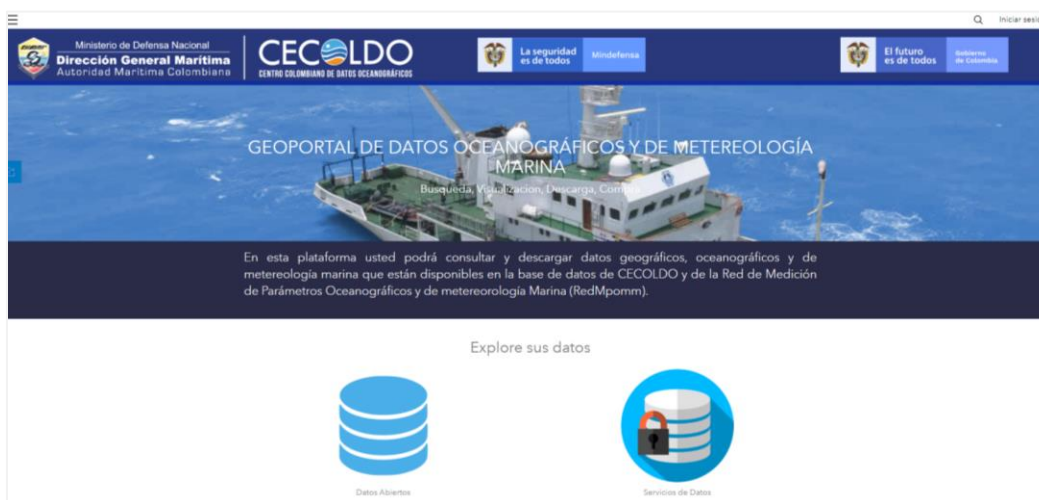 Iniciar sesi
Ministerio de Defensa Nacional
Dirección General Marítima
Autoridad Marítima Colombiana
CECOLDO
CENTRO COLOMBIANO DE DATOS OCEANOGRÁFICOS
La seguridad
es de todos
Mindefensa
El futuro
es de todos
Gobierno
de Colombia
GEOPORTAL DE DATOS OCEANOGRÁFICOS Y DE METEREOLOGÍA
MARINA
Busqueda, Visualizacion, Descarga,
En esta plataforma usted podrá consultar y descargar datos geográficos, oceanográficos y de
metereología marina que están disponibles en la base de datos de CECOLDO y de la Red de Medición
de Parámetros Oceanográficos y de metereorología Marina (RedMpomm).
Explore sus datos
Datos Abiertos
Servicios de Datos